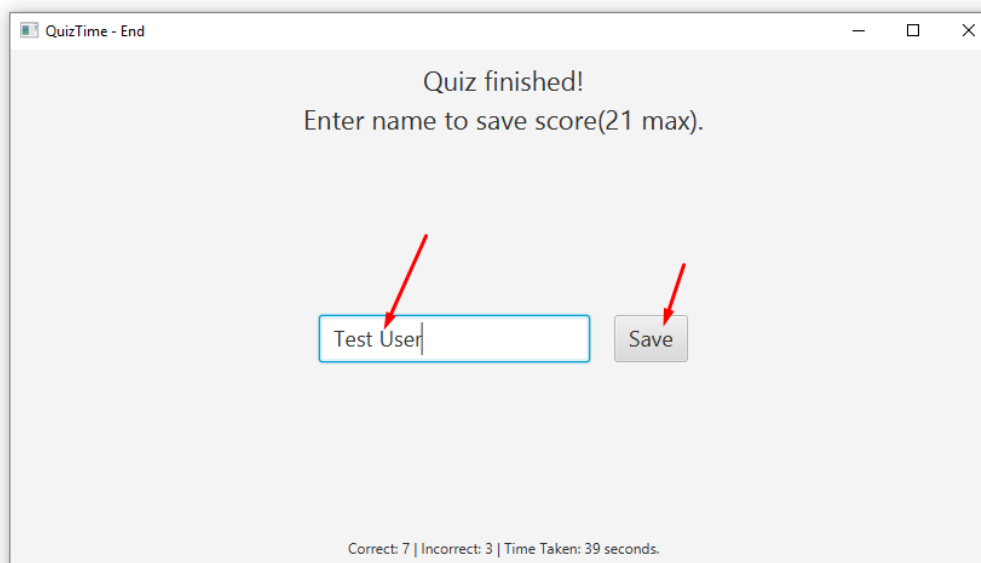 QuizTime - End
Quiz finished!
Enter name to save score(21 max).
Test User
Save
Correct: 7 | Incorrect: 3 | Time Taken: 39 seconds.